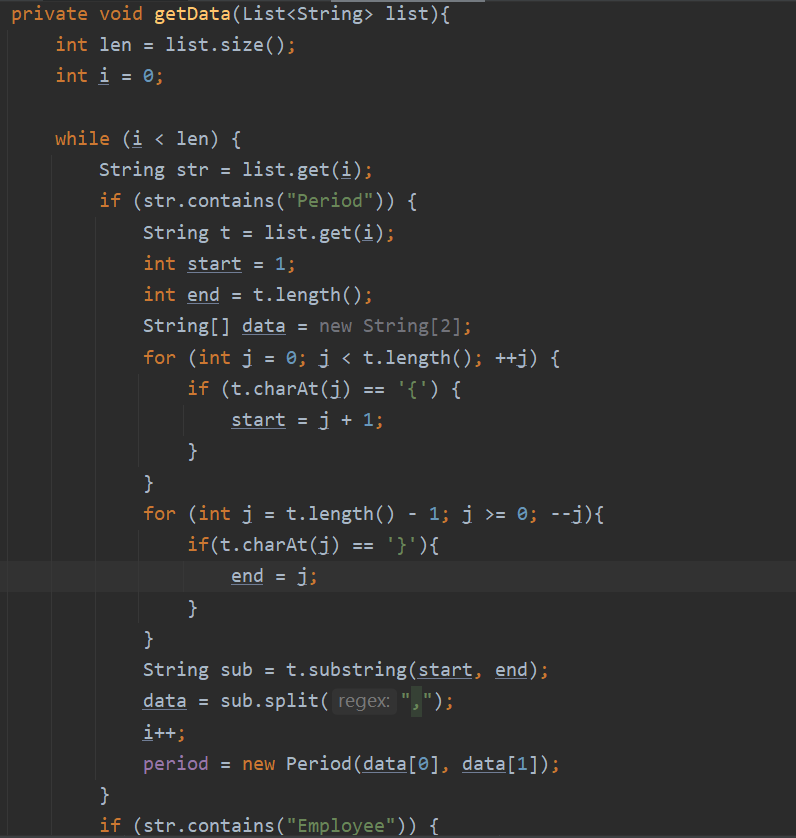 private void getData(List<String> list){
int len = list.size();
int i = 0;
while (i < len) {
String str = list.get(i);
if (str.contains("Period")) {
String t = list.get(i);
int start = 1;
int end = t.length();
String[] data = new String[2];
for (int j = 0; j < t.length(); ++j) {
if (t.charAt(j) == '{') {
start = j + 1;
}
}
for (int j = t.length() - 1; j >= 0; --j){
if(t.charAt(j) == '}'){
end = j;
}
}
String sub = t.substring(start, end);
data = sub.split( regex: ",");
i++;
period = new Period(data[0], data[1]);
}
if (str.contains("Employee")) {